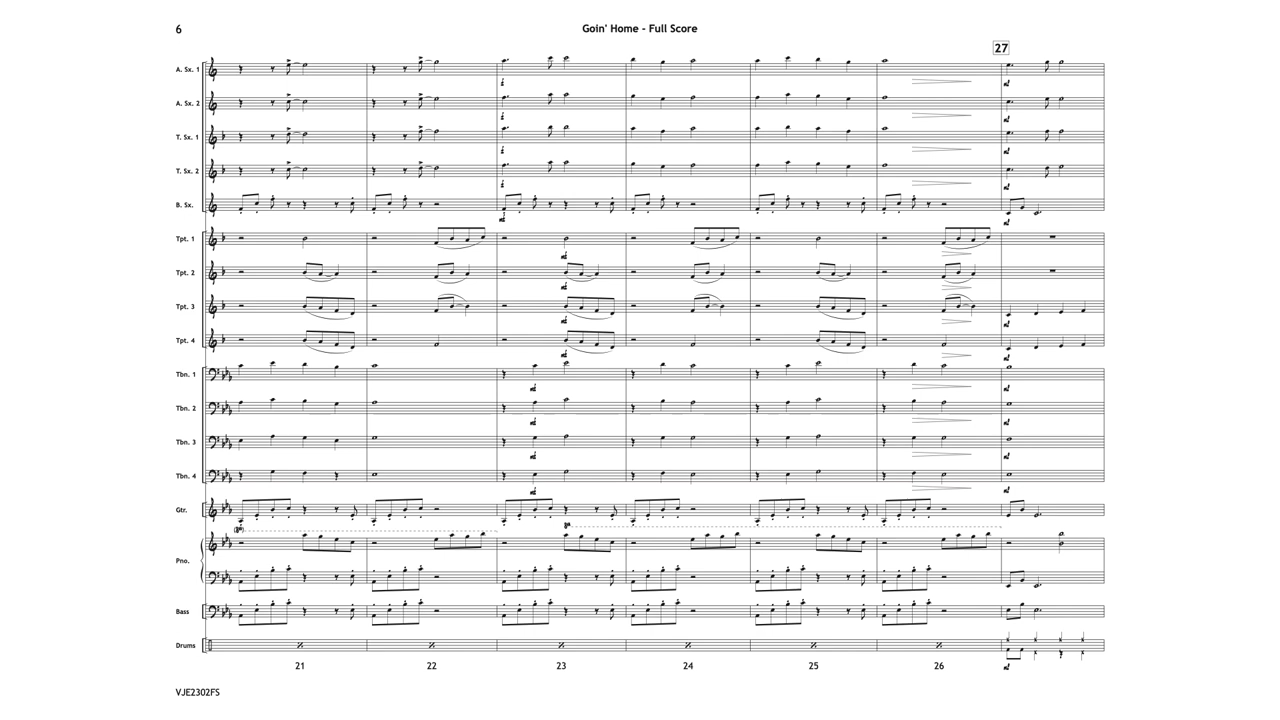 6
Goin' Home - Full Score
27
A. Sx. 1
A. Sx. 2
T. Sx. 1
T. Sx. 2
B. Sx.
Tpt. 1
Tpt. 2
Tpt. 3
Tpt. 4
Tbn. 1
Tbn. 2
Tbn. 3
Tbn. 4
Gtr.
Pno.
Bass
Drums
21 22 23 24 25 26
VJE2302FS